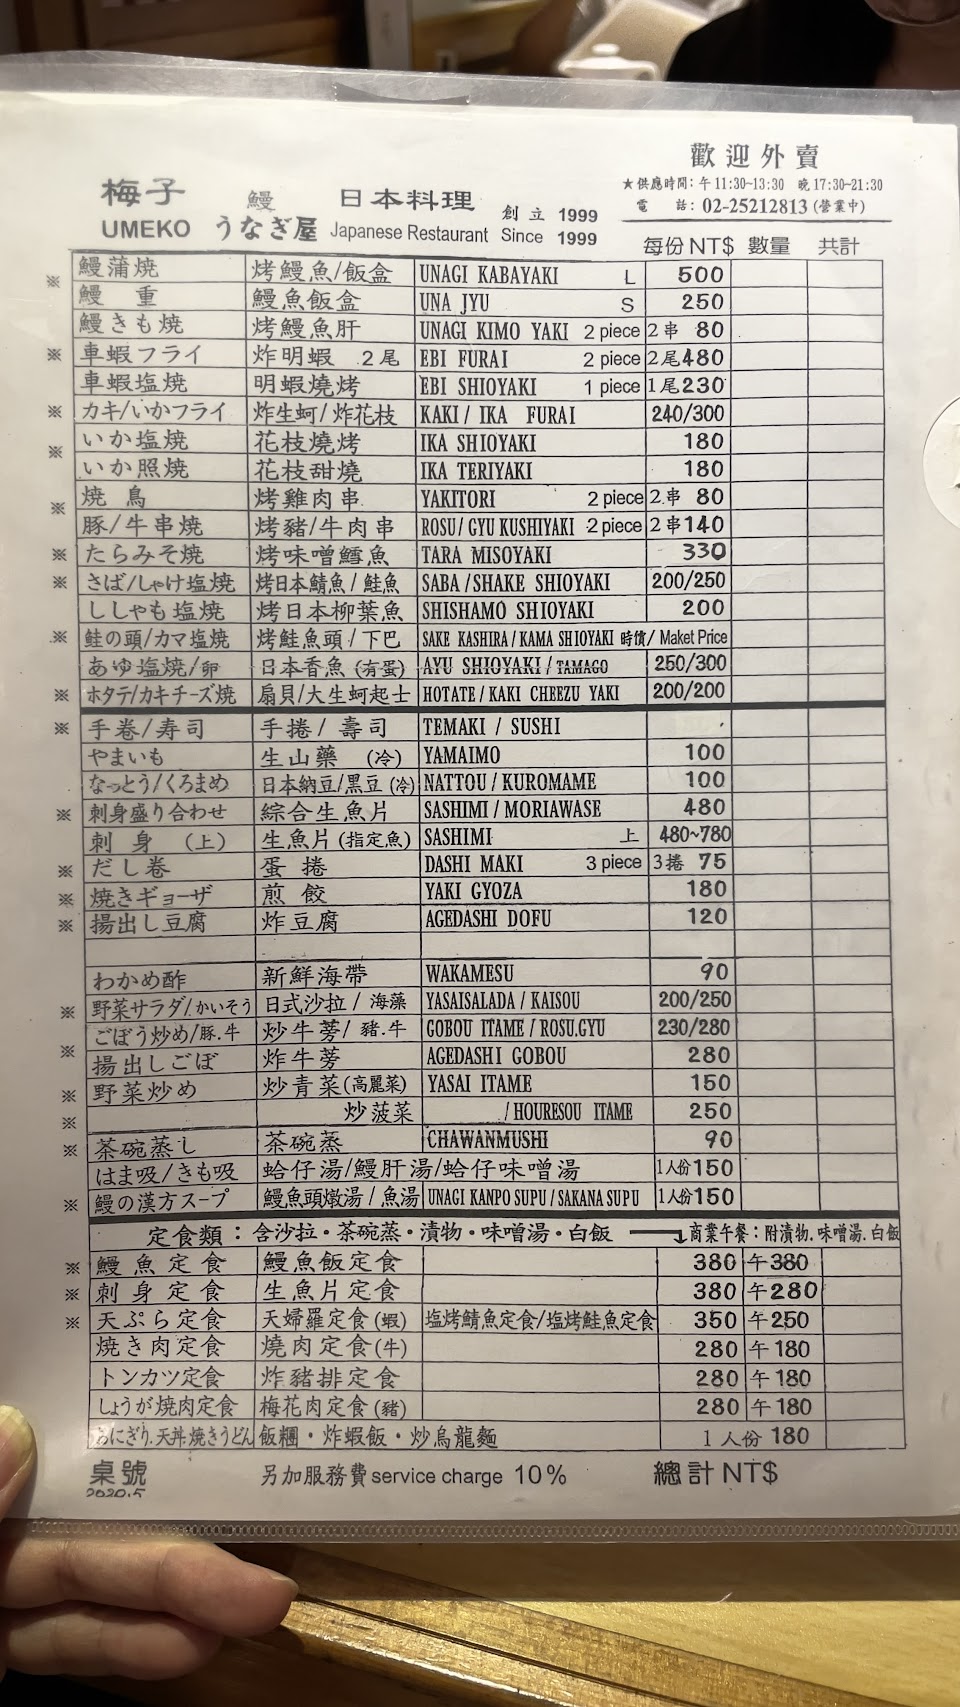 歡迎外賣
★供應時間：午11:30~13:30 晚17:30~21:30
電 話：02-25212813（營業中）
梅子 鰻 日本料理 創立 1999
UMEKO うなぎ屋 Japanese Restaurant Since 1999
每份NT$ 數量 共計
※ 鰻蒲焼 烤鰻魚/飯盒 UNAGI KABAYAKI L 500
鰻 重 鰻魚飯盒 UNA JYU S 250
鰻きも焼 烤鰻魚肝 UNAGI KIMO YAKI 2 piece 2串 80
※ 車蝦フライ 炸明蝦 2尾 EBI FURAI 2 piece 2尾480
車蝦塩焼 明蝦燒烤 EBI SHIOYAKI 1 piece 1尾230
※ カキ/いかフライ 炸生蚵/炸花枝 KAKI / IKA FURAI 240/300
※ いか塩焼 花枝燒烤 IKA SHIOYAKI 180
いか照焼 花枝甜燒 IKA TERIYAKI 180
※ 焼 鳥 烤雞肉串 YAKITORI 2 piece 2串 80
豚/牛串焼 烤豬/牛肉串 ROSU / GYU KUSHIYAKI 2 piece 2串140
※ たらみそ焼 烤味噌鱈魚 TARA MISOYAKI 330
※ さば/しゃけ塩焼 烤日本鯖魚/鮭魚 SABA / SHAKE SHIOYAKI 200/250
ししゃも塩焼 烤日本柳葉魚 SHISHAMO SHIOYAKI 200
※ 鮭の頭/カマ塩焼 烤鮭魚頭/下巴 SAKE KASHIRA / KAMA SHIOYAKI 時價/ Maket Price
あゆ塩焼/卵 日本香魚(有蛋) AYU SHIOYAKI / TAMAGO 250/300
※ ホタテ/カキチーズ焼 扇貝/大生蚵起士 HOTATE / KAKI CHEEZU YAKI 200/200
※ 手卷/寿司 手捲/壽司 TEMAKI / SUSHI
やまいも 生山藥 (冷) YAMAIMO 100
なっとう/くろまめ 日本納豆/黑豆(冷) NATTOU / KUROMAME 100
※ 刺身盛り合わせ 綜合生魚片 SASHIMI / MORIAWASE 480
刺 身 (上) 生魚片(指定魚) SASHIMI 上 480~780
※ だし卷 蛋 捲 DASHI MAKI 3 piece 3捲 75
※ 焼きギョーザ 煎 餃 YAKI GYOZA 180
※ 揚出し豆腐 炸豆腐 AGEDASHI DOFU 120
わかめ酢 新鮮海帶 WAKAMESU 90
※ 野菜サラダ/かいそう 日式沙拉/海藻 YASAISALADA / KAISOU 200/250
ごぼう炒め/豚.牛 炒牛蒡/豬.牛 GOBOU ITAME / ROSU.GYU 230/280
※ 揚出しごぼ 炸牛蒡 AGEDASHI GOBOU 280
※ 野菜炒め 炒青菜(高麗菜) YASAI ITAME 150
※ 炒菠菜 / HOURESOU ITAME 250
※ 茶碗蒸し 茶碗蒸 CHAWANMUSHI 90
はま吸/きも吸 蛤仔湯/鰻肝湯/蛤仔味噌湯 1人份150
※ 鰻の漢方スープ 鰻魚頭燉湯/魚湯 UNAGI KANPO SUPU / SAKANA SUPU 1人份150
定食類：含沙拉・茶碗蒸・漬物・味噌湯・白飯 商業午餐：附漬物.味噌湯.白飯
※ 鰻魚定食 鰻魚飯定食 380 午380
※ 刺身定食 生魚片定食 380 午280
※ 天ぷら定食 天婦羅定食(蝦) 塩烤鯖魚定食/塩烤鮭魚定食 350 午250
焼き肉定食 燒肉定食(牛) 280 午180
トンカツ定食 炸豬排定食 280 午180
しょうが焼肉定食 梅花肉定食(豬) 280 午180
おにぎり.天丼.焼きうどん 飯糰・炸蝦飯・炒烏龍麵 1人份 180
桌號 另加服務費 service charge 10% 總計NT$
2020.5